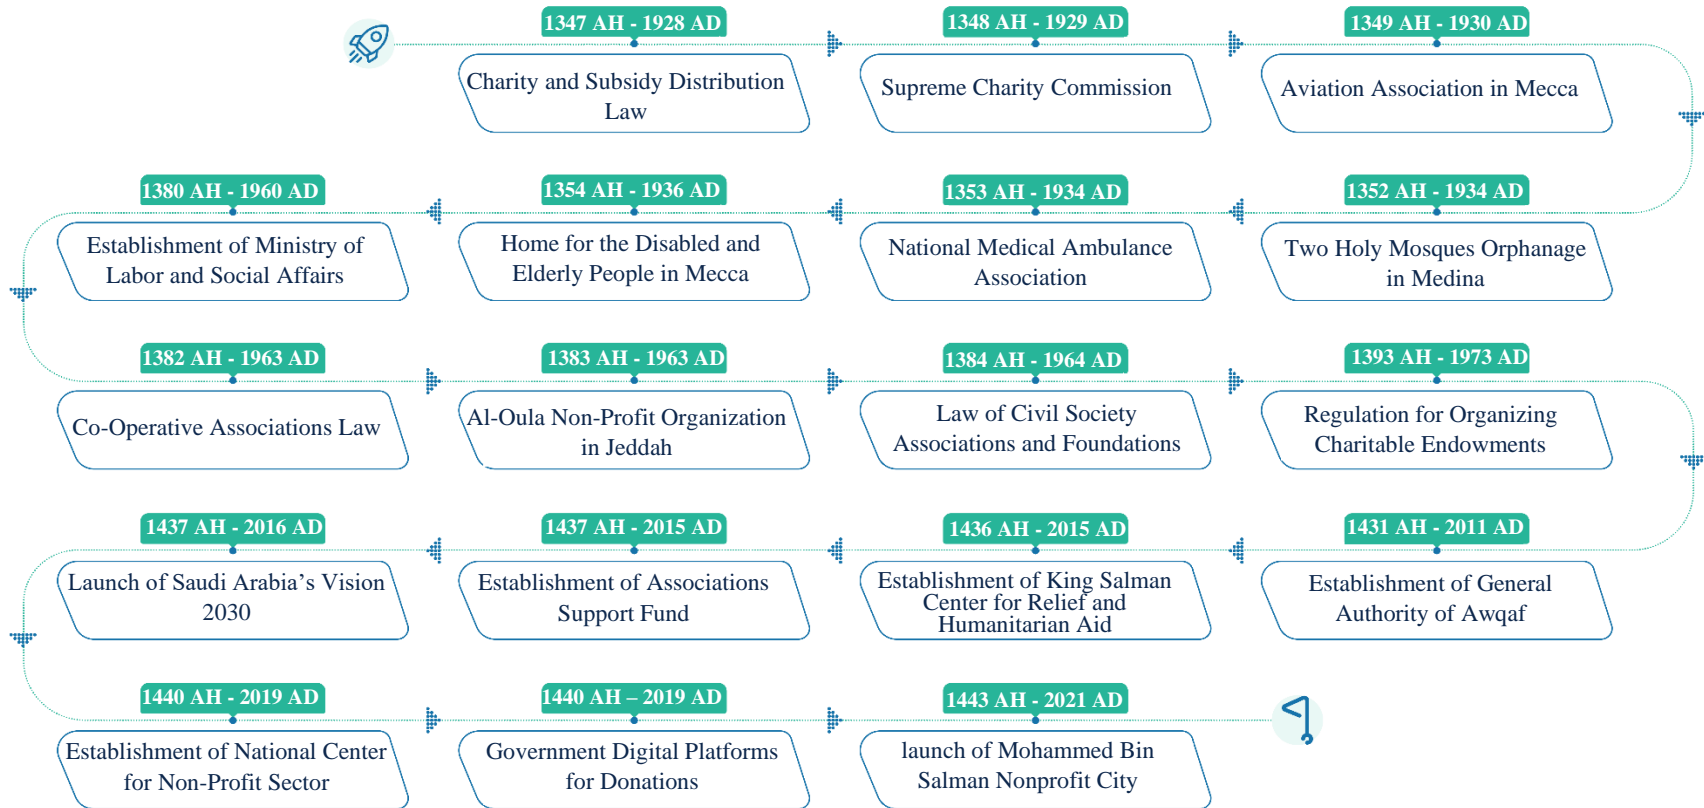 1347 AH - 1928 AD
Charity and Subsidy Distribution
Law
1348 AH - 1929 AD
Supreme Charity Commission
1349 AH - 1930 AD
Aviation Association in Mecca
1352 AH - 1934 AD
Two Holy Mosques Orphanage
in Medina
1353 AH - 1934 AD
National Medical Ambulance
Association
1354 AH - 1936 AD
Home for the Disabled and
Elderly People in Mecca
1380 AH - 1960 AD
Establishment of Ministry of
Labor and Social Affairs
1382 AH - 1963 AD
Co-Operative Associations Law
1383 AH - 1963 AD
Al-Oula Non-Profit Organization
in Jeddah
1384 AH - 1964 AD
Law of Civil Society
Associations and Foundations
1393 AH - 1973 AD
Regulation for Organizing
Charitable Endowments
1431 AH - 2011 AD
Establishment of General
Authority of Awqaf
1436 AH - 2015 AD
Establishment of King Salman
Center for Relief and
Humanitarian Aid
1437 AH - 2015 AD
Establishment of Associations
Support Fund
1437 AH - 2016 AD
Launch of Saudi Arabia’s Vision
2030
1440 AH - 2019 AD
Establishment of National Center
for Non-Profit Sector
1440 AH – 2019 AD
Government Digital Platforms
for Donations
1443 AH - 2021 AD
launch of Mohammed Bin
Salman Nonprofit City